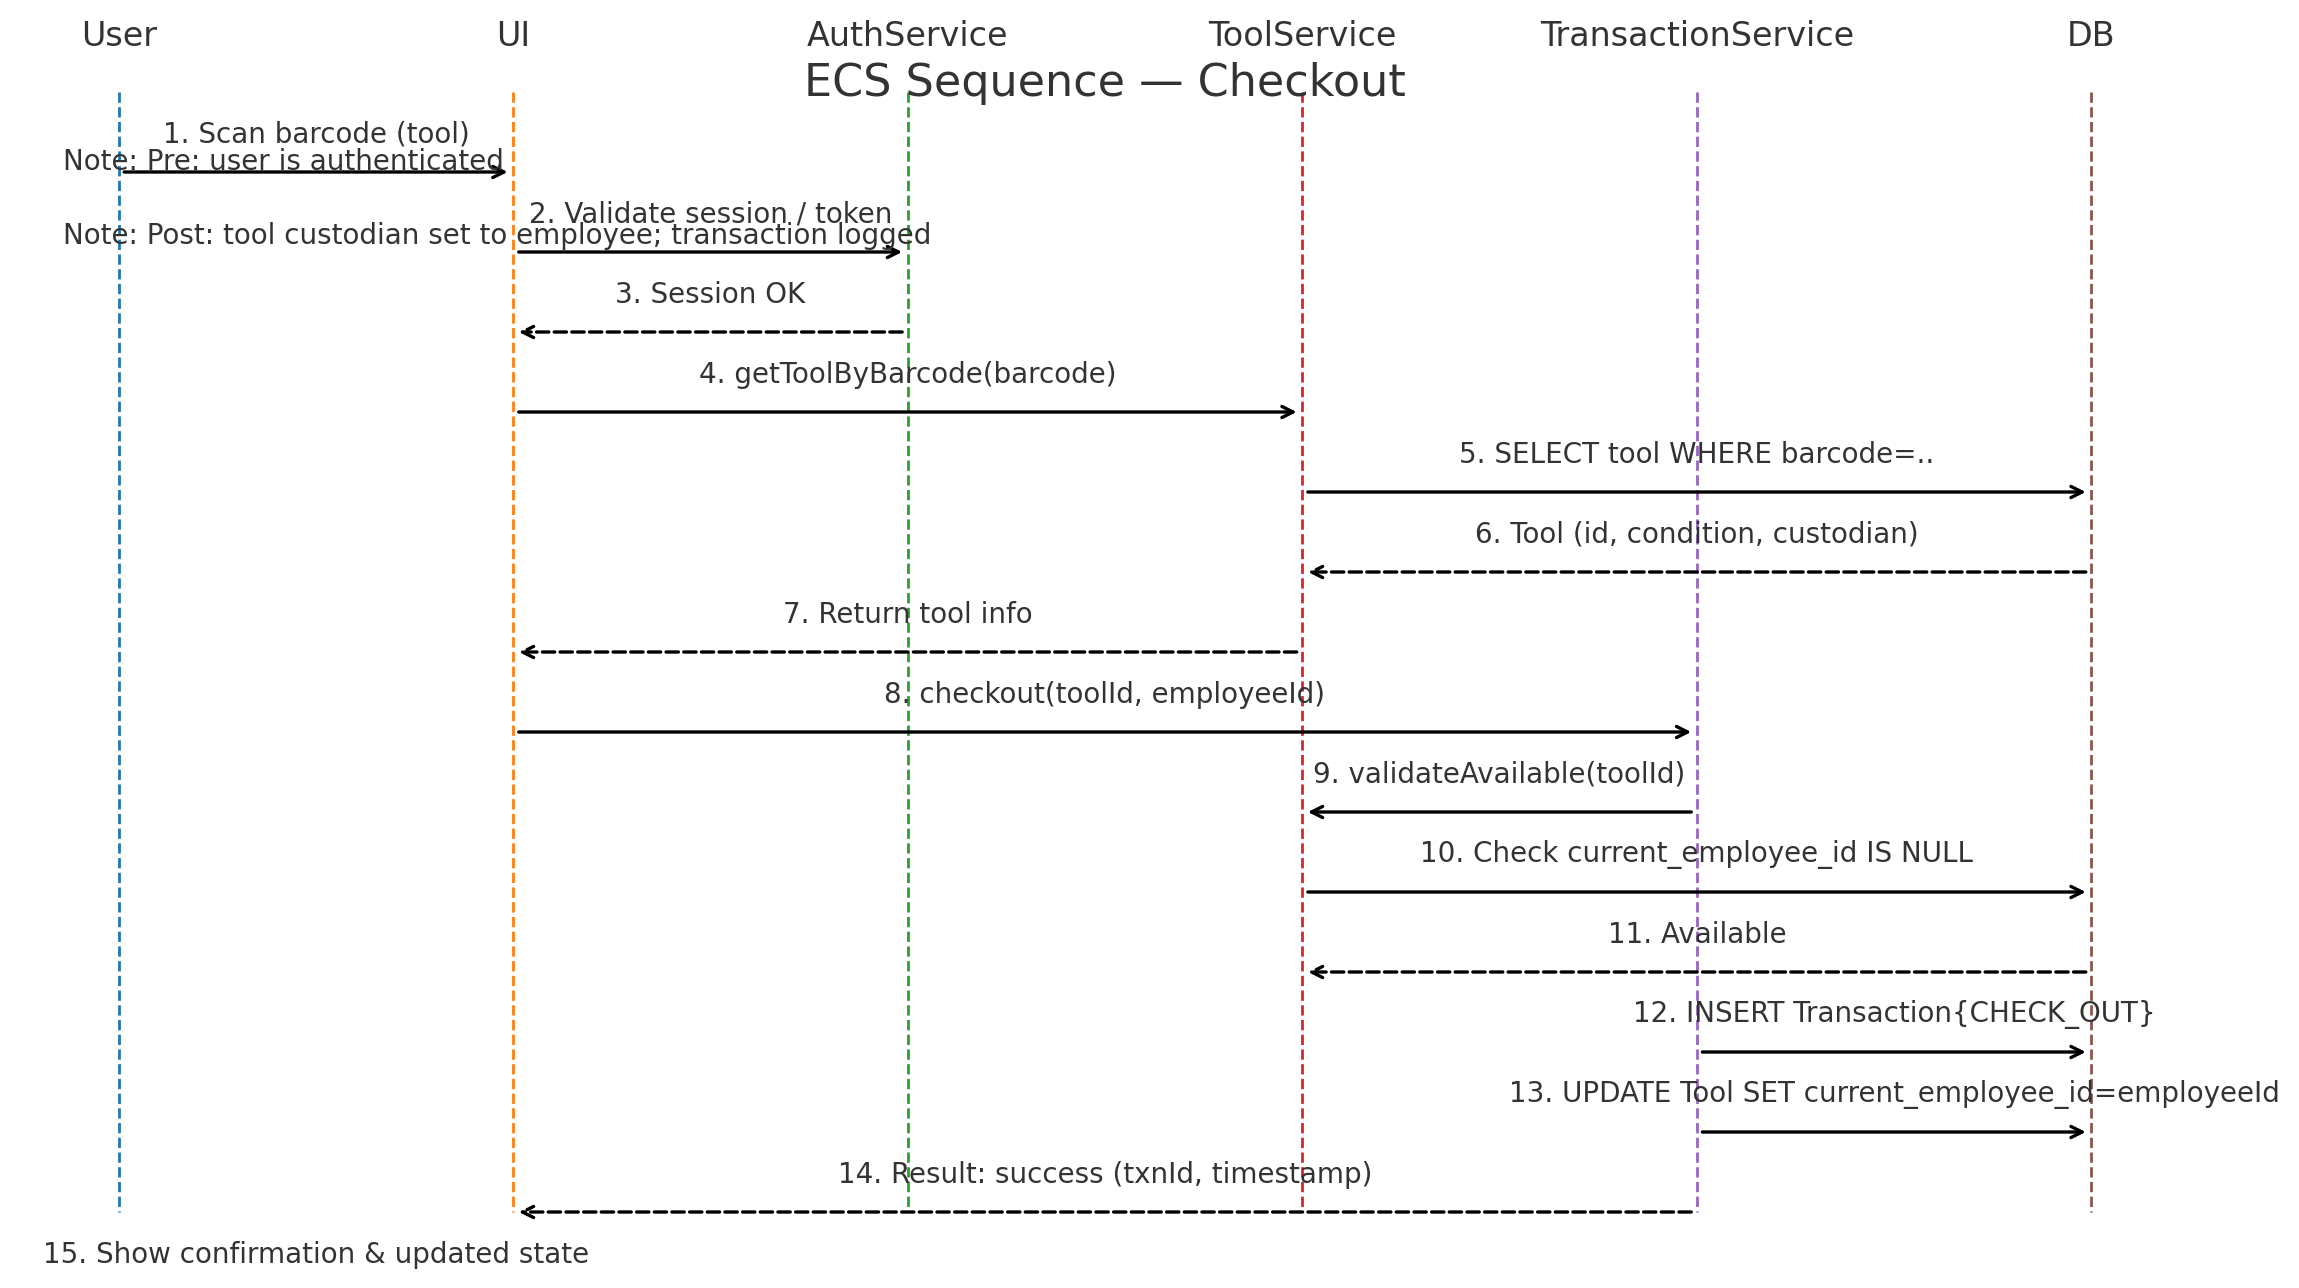 User
UI
AuthService
ToolService
TransactionService
DB
ECS Sequence — Checkout
1. Scan barcode (tool)
Note: Pre: user is authenticated
2. Validate session / token
Note: Post: tool custodian set to employee; transaction logged
3. Session OK
4. getToolByBarcode(barcode)
5. SELECT tool WHERE barcode=..
6. Tool (id, condition, custodian)
7. Return tool info
8. checkout(toolId, employeeId)
9. validateAvailable(toolId)
10. Check current_employee_id IS NULL
11. Available
12. INSERT Transaction{CHECK_OUT}
13. UPDATE Tool SET current_employee_id=employeeId
14. Result: success (txnId, timestamp)
15. Show confirmation & updated state